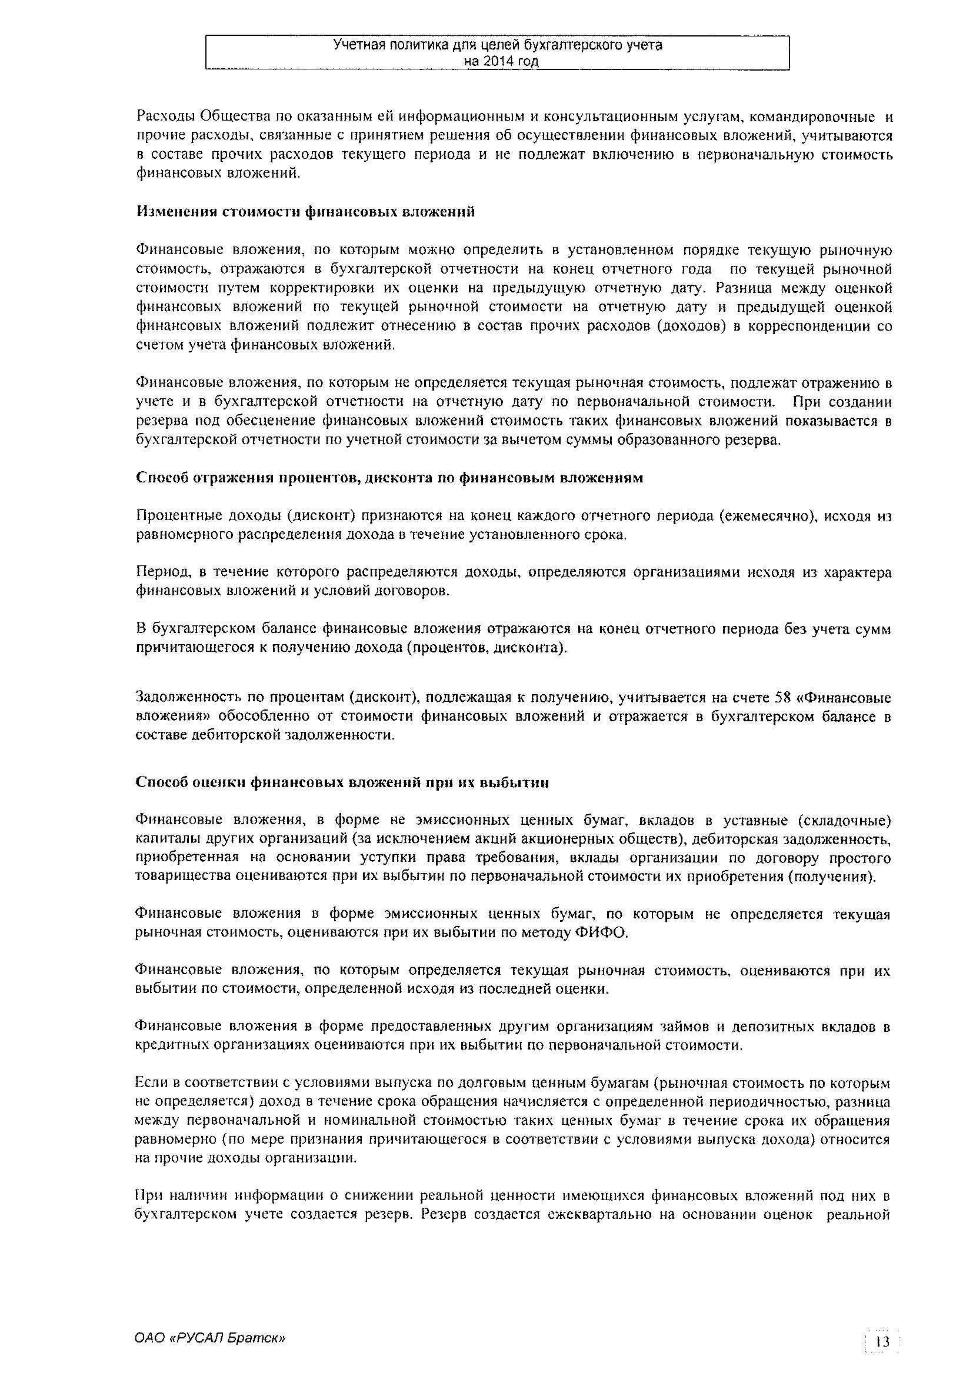 Учетная политика для целей бухгалтерского учета
на 2014 год
Расходы Общества по оказанным ей информационным и консультационным услугам, командировочные и
прочие расходы, связанные с принятием решения об осуществлении финансовых вложений, учитываются
в составе прочих расходов текущего периода и не подлежат включению в первоначальную стоимость
финансовых вложений.
Изменения стоимости финансовых вложений
Финансовые вложения, по которым можно определить в установленном порядке текущую рыночную
стоимость, отражаются в бухгалтерской отчетности на конец отчетного года по текущей рыночной
стоимости путем корректировки их оценки на предыдущую отчетную дату. Разница между оценкой
финансовых вложений по текущей рыночной стоимости на отчетную дату и предыдущей оценкой
финансовых вложений подлежит отнесению в состав прочих расходов (доходов) в корреспонденции со
счетом учета финансовых вложений.
Финансовые вложения, по которым не определяется текущая рыночная стоимость, подлежат отражению в
учете и в бухгалтерской отчетности на отчетную дату по первоначальной стоимости. При создании
резерва под обесценение финансовых вложений стоимость таких финансовых вложений показывается в
бухгалтерской отчетности по учетной стоимости за вычетом суммы образованного резерва.
Способ отражения процентов, дисконта по финансовым вложениям
Процентные доходы (дисконт) признаются на конец каждого отчетного периода (ежемесячно), исходя из
равномерного распределения дохода в течение установленного срока.
Период, в течение которого распределяются доходы, определяются организациями исходя из характера
финансовых вложений и условий договоров.
В бухгалтерском балансе финансовые вложения отражаются на конец отчетного периода без учета сумм
причитающегося к получению дохода (процентов, дисконта).
Задолженность по процентам (дисконт), подлежащая к получению, учитывается на счете 58 «Финансовые
вложения» обособленно от стоимости финансовых вложений и отражается в бухгалтерском балансе в
составе дебиторской задолженности.
Способ оценки финансовых вложений при их выбытии
Финансовые вложения, в форме не эмиссионных ценных бумаг, вкладов в уставные (складочные)
капиталы других организаций (за исключением акций акционерных обществ), дебиторская задолженность,
приобретенная на основании уступки права требования, вклады организации по договору простого
товарищества оцениваются при их выбытии по первоначальной стоимости их приобретения (получения).
Финансовые вложения в форме эмиссионных ценных бумаг, по которым не определяется текущая
рыночная стоимость, оцениваются при их выбытии по методу ФИФО.
Финансовые вложения, по которым определяется текущая рыночная стоимость, оцениваются при их
выбытии по стоимости, определенной исходя из последней оценки.
Финансовые вложения в форме предоставленных другим организациям займов и депозитных вкладов в
кредитных организациях оцениваются при их выбытии по первоначальной стоимости.
Если в соответствии с условиями выпуска по долговым ценным бумагам (рыночная стоимость по которым
не определяется) доход в течение срока обращения начисляется с определенной периодичностью, разница
между первоначальной и номинальной стоимостью таких ценных бумаг в течение срока их обращения
равномерно (по мере признания причитающегося в соответствии с условиями выпуска дохода) относится
на прочие доходы организации.
При наличии информации о снижении реальной ценности имеющихся финансовых вложений под них в
бухгалтерском учете создается резерв. Резерв создается ежеквартально на основании оценок реальной
ОАО «РУСАЛ Братск»
13